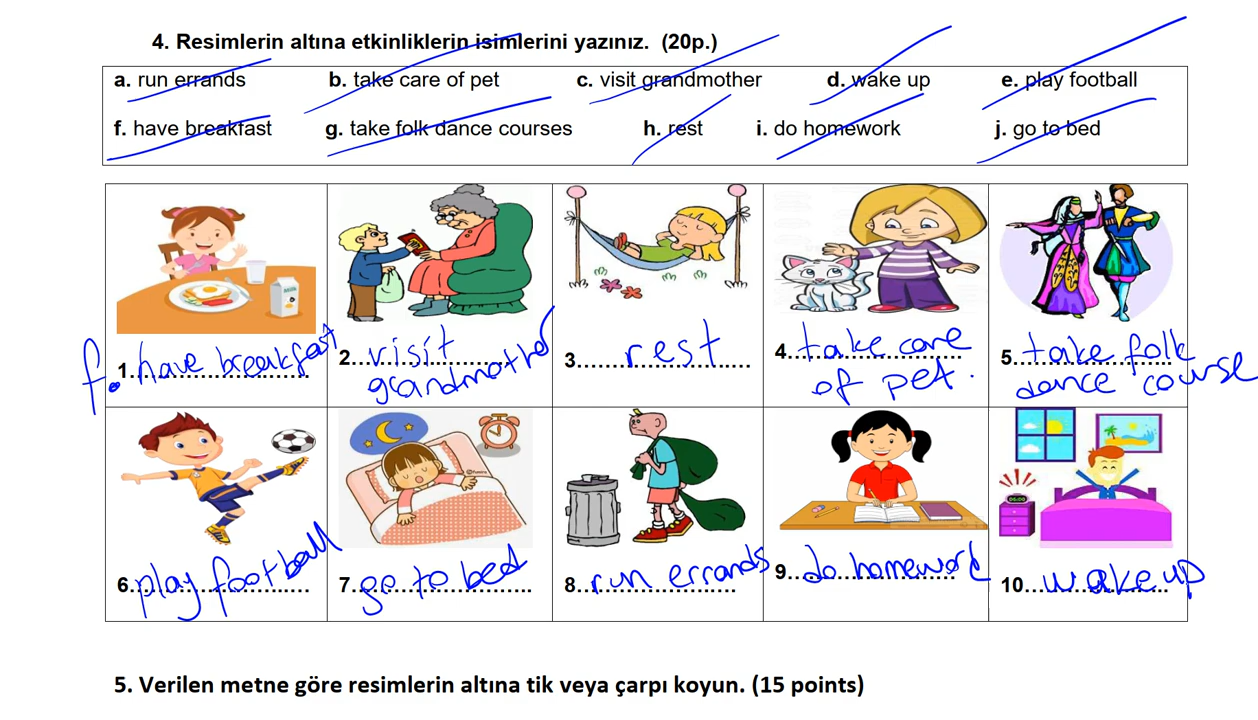 4. Resimlerin altına etkinliklerin isimlerini yazınız. (20p.)
a. run errands b. take care of pet c. visit grandmother d. wake up e. play football
f. have breakfast g. take folk dance courses h. rest i. do homework j. go to bed
f. 1. have breakfast
2. visit
grandmother
3. rest
4. take care
of pet.
5. take folk
dance course
6. play football
7. go to bed
8. run errands
9. do homework
10. wake up
5. Verilen metne göre resimlerin altına tik veya çarpı koyun. (15 points)